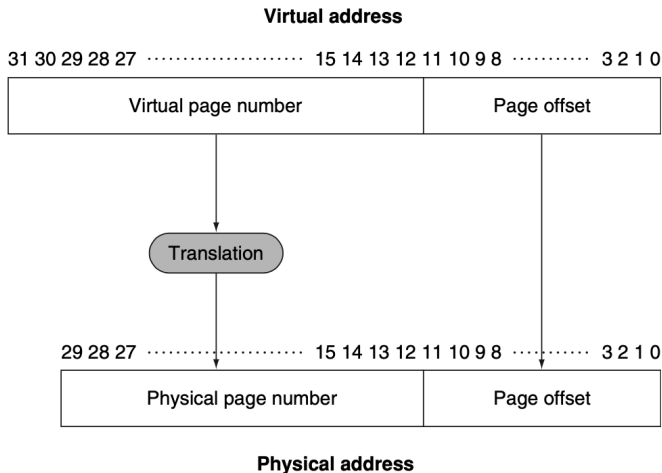 Virtual address
31 30 29 28 27 ······················· 15 14 13 12 11 10 9 8 ··········· 3 2 1 0
Virtual page number Page offset
Translation
29 28 27 ······················· 15 14 13 12 11 10 9 8 ··········· 3 2 1 0
Physical page number Page offset
Physical address